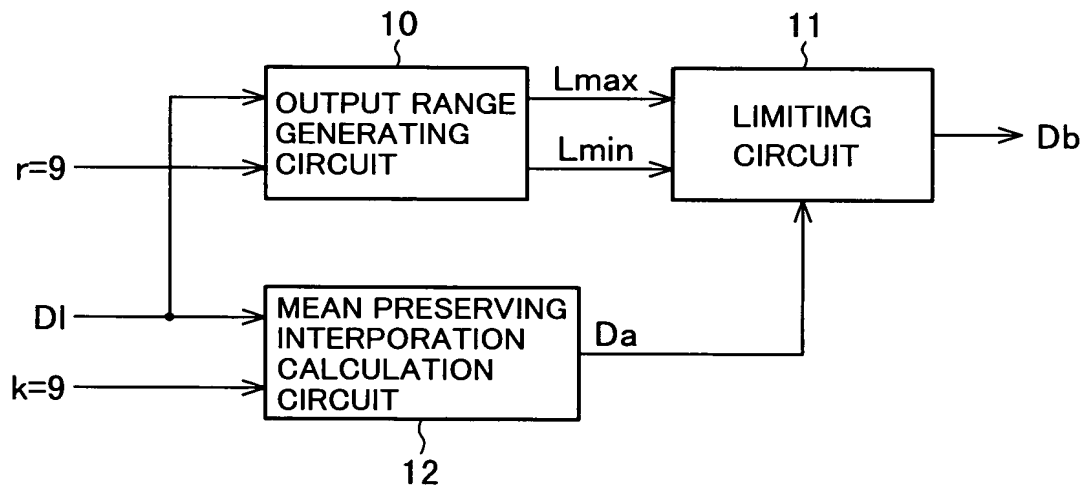 10
11
OUTPUT RANGE
GENERATING
CIRCUIT
Lmax
Lmin
LIMITIMG
CIRCUIT
Db
r=9
DI
k=9
MEAN PRESERVING
INTERPORATION
CALCULATION
CIRCUIT
Da
12